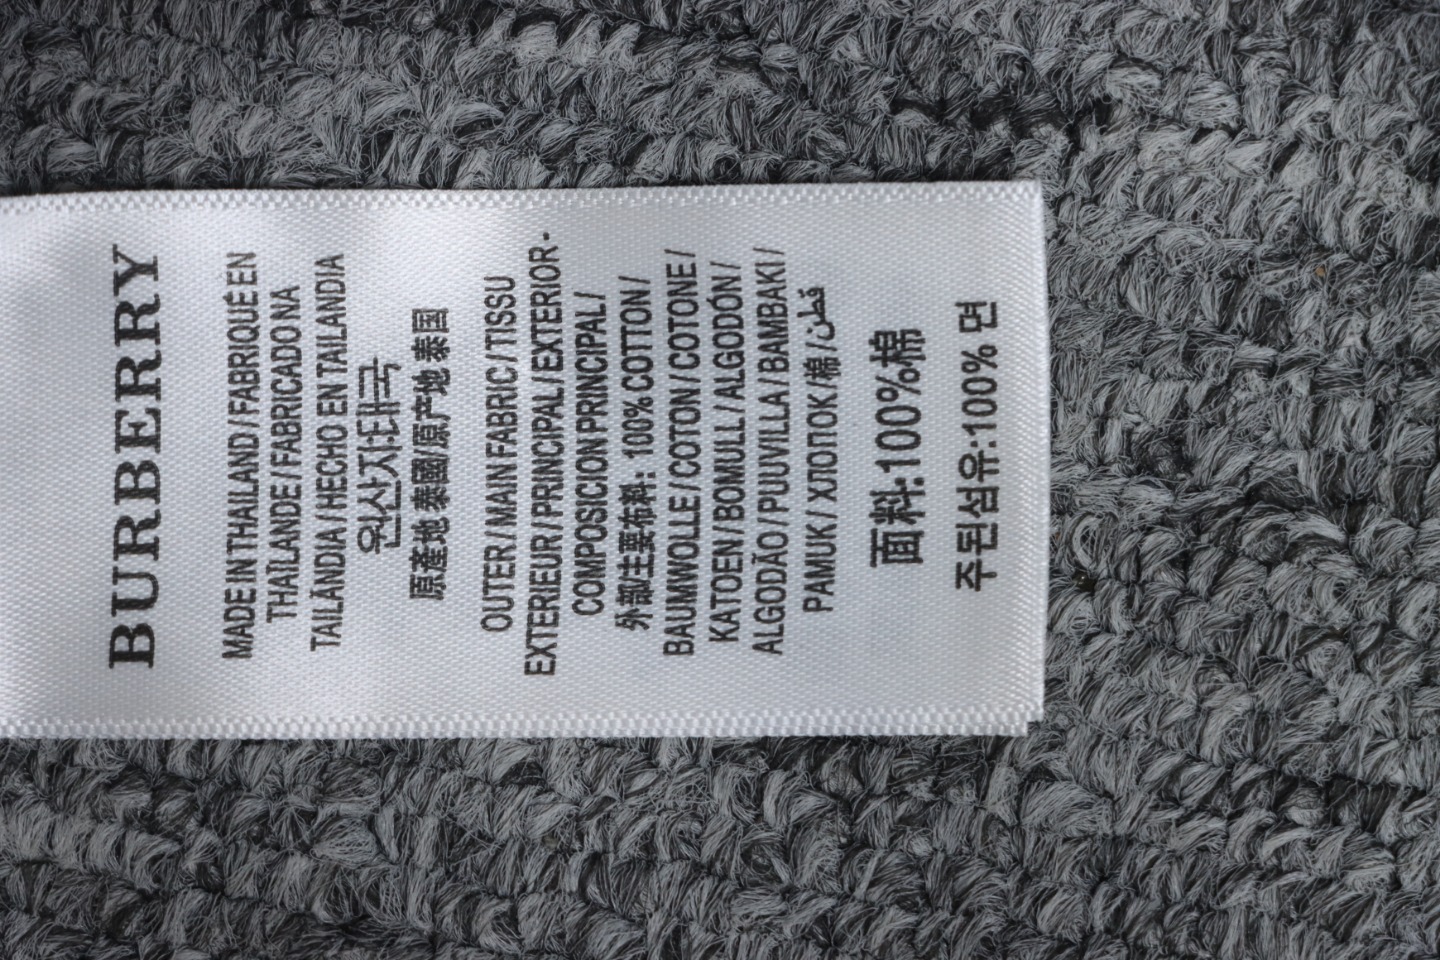 BURBERRY
MADE IN THAILAND / FABRIQUÉ EN
THAÏLANDE / FABRICADO NA
TAILÂNDIA / HECHO EN TAILANDIA
원산지:태국
原產地 泰國/原产地 泰国
OUTER / MAIN FABRIC / TISSU
EXTERIEUR / PRINCIPAL / EXTERIOR -
COMPOSICION PRINCIPAL /
外部/主要布料: 100% COTTON /
BAUMWOLLE / COTON / COTONE /
KATOEN / BOMULL / ALGODÓN /
ALGODÃO / PUUVILLA / BAMBAKI /
PAMUK / ХЛОПОК /棉/ قطن
面料:100%棉
주된섬유:100% 면